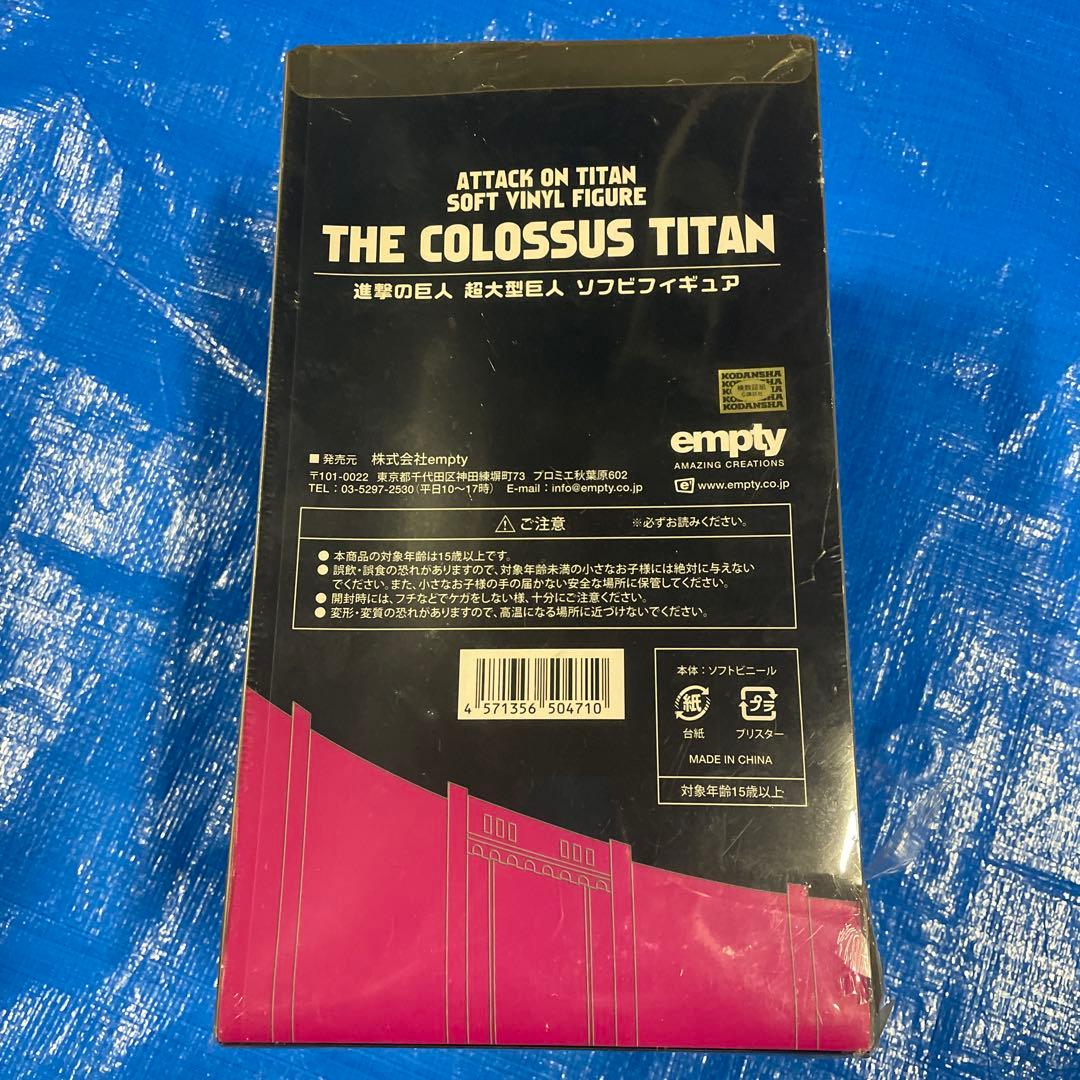 ATTACK ON TITAN
SOFT VINYL FIGURE
THE COLOSSUS TITAN
進撃の巨人 超大型巨人 ソフビフィギュア
KODANSHA
検数証紙
©講談社
KODANSHA
empty
AMAZING CREATIONS
e www.empty.co.jp
■ 発売元 株式会社empty
〒101-0022 東京都千代田区神田練塀町73 プロミエ秋葉原602
TEL：03-5297-2530（平日10～17時） E-mail：info@empty.co.jp
⚠ ご注意 ※必ずお読みください。
● 本商品の対象年齢は15歳以上です。
● 誤飲・誤食の恐れがありますので、対象年齢未満の小さなお子様には絶対に与えない
でください。また、小さなお子様の手の届かない安全な場所に保管してください。
● 開封時には、フチなどでケガをしない様、十分にご注意ください。
● 変形・変質の恐れがありますので、高温になる場所に近づけないでください。
4 571356 504710
本体：ソフトビニール
紙 プラ
台紙 ブリスター
MADE IN CHINA
対象年齢15歳以上